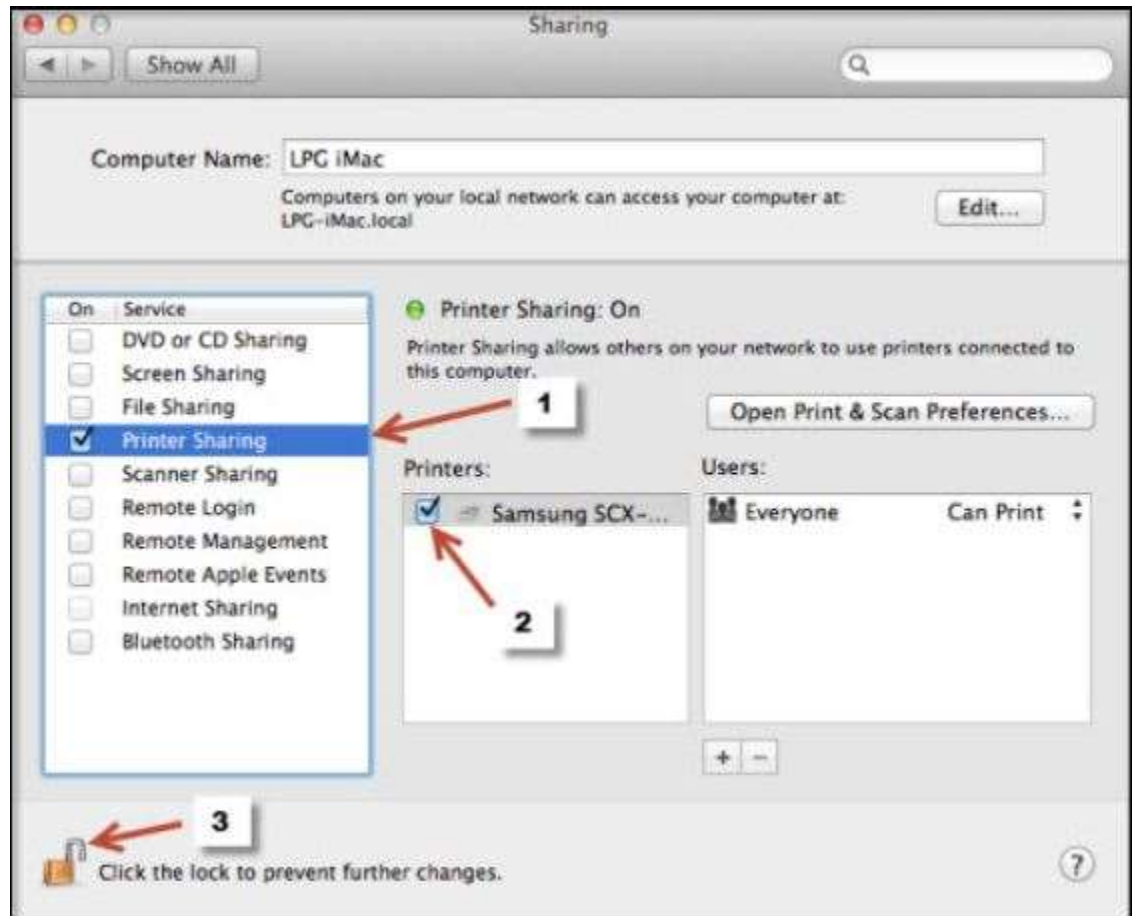 Sharing
Show All
Computer Name: LPG iMac
Computers on your local network can access your computer at:
LPG-iMac.local
Edit...
On Service
DVD or CD Sharing
Screen Sharing
File Sharing
Printer Sharing
Scanner Sharing
Remote Login
Remote Management
Remote Apple Events
Internet Sharing
Bluetooth Sharing
Printer Sharing: On
Printer Sharing allows others on your network to use printers connected to
this computer.
1
Open Print & Scan Preferences...
Printers:
Users:
Samsung SCX-...
Everyone Can Print
2
+ -
3
Click the lock to prevent further changes.
?